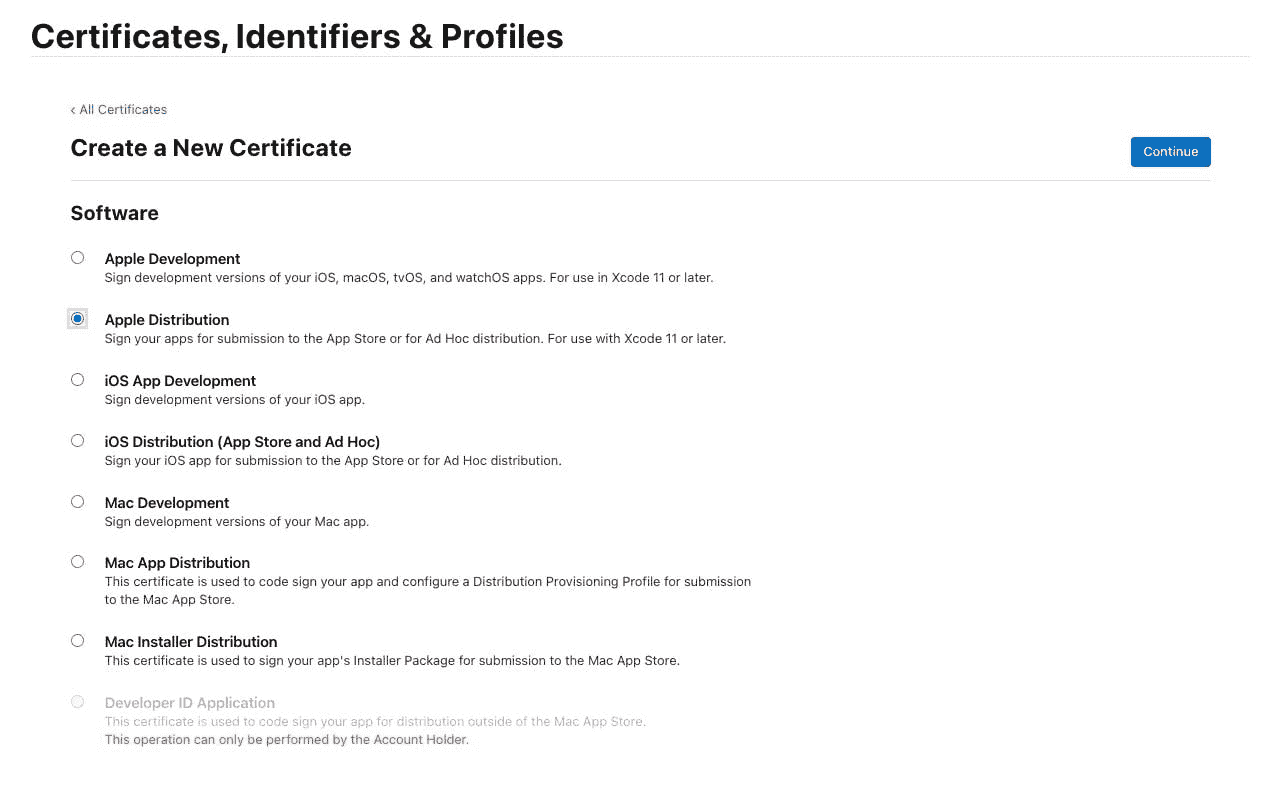 Certificates, Identifiers & Profiles
‹ All Certificates
Create a New Certificate
Continue
Software
Apple Development
Sign development versions of your iOS, macOS, tvOS, and watchOS apps. For use in Xcode 11 or later.
Apple Distribution
Sign your apps for submission to the App Store or for Ad Hoc distribution. For use with Xcode 11 or later.
iOS App Development
Sign development versions of your iOS app.
iOS Distribution (App Store and Ad Hoc)
Sign your iOS app for submission to the App Store or for Ad Hoc distribution.
Mac Development
Sign development versions of your Mac app.
Mac App Distribution
This certificate is used to code sign your app and configure a Distribution Provisioning Profile for submission
to the Mac App Store.
Mac Installer Distribution
This certificate is used to sign your app's Installer Package for submission to the Mac App Store.
Developer ID Application
This certificate is used to code sign your app for distribution outside of the Mac App Store.
This operation can only be performed by the Account Holder.